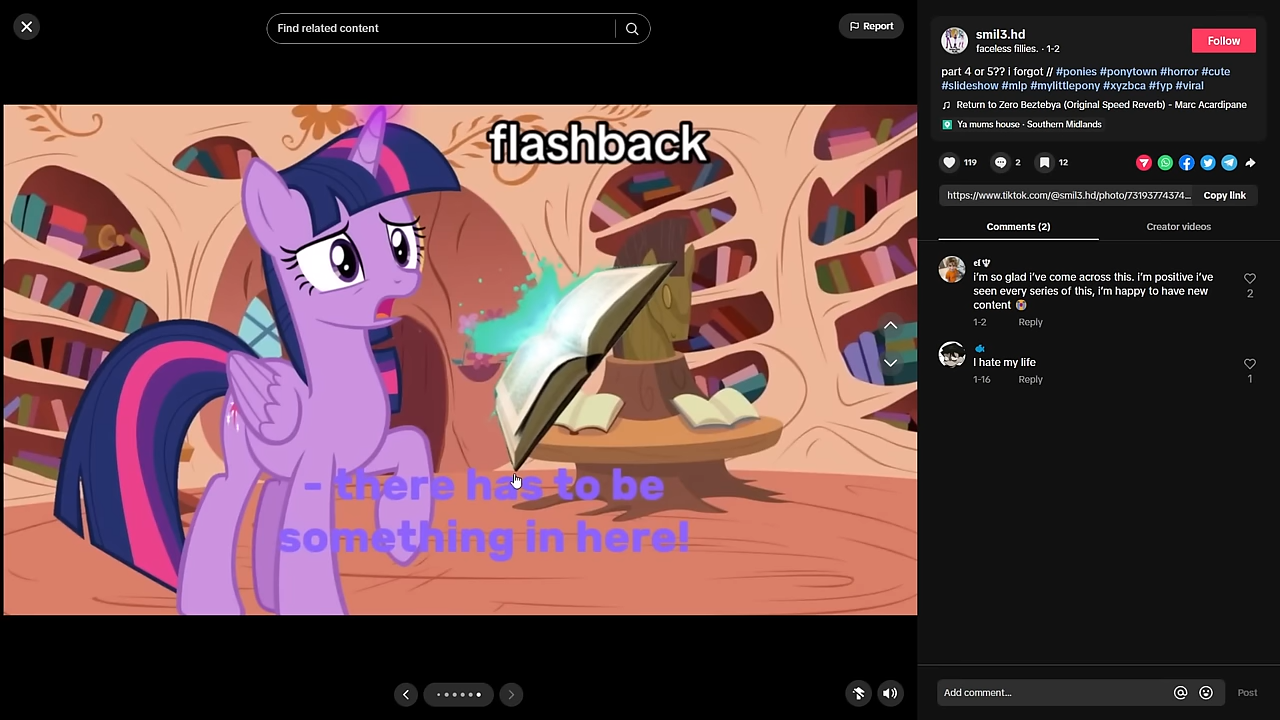 Find related content
Report
flashback
- there has to be
something in here!
smil3.hd
faceless fillies. · 1-2
Follow
part 4 or 5?? i forgot // #ponies #ponytown #horror #cute
#slideshow #mlp #mylittlepony #xyzbca #fyp #viral
Return to Zero Beztebya (Original Speed Reverb) - Marc Acardipane
Ya mums house · Southern Midlands
119
2
12
https://www.tiktok.com/@smil3.hd/photo/73193774374...
Copy link
Comments (2)
Creator videos
i'm so glad i've come across this. i'm positive i've
seen every series of this, i'm happy to have new
content
2
1-2
Reply
I hate my life
1-16
Reply
1
Add comment...
Post